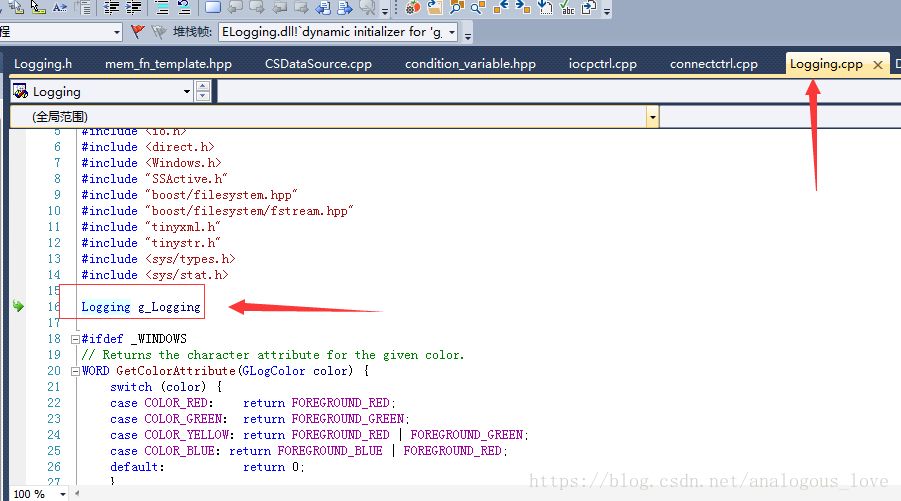 程 堆栈帧: ELogging.dll!`dynamic initializer for 'g_
Logging.h mem_fn_template.hpp CSDataSource.cpp condition_variable.hpp iocpctrl.cpp connectctrl.cpp Logging.cpp
Logging
(全局范围)
5 #include <io.h>
6 #include <direct.h>
7 #include <Windows.h>
8 #include "SSActive.h"
9 #include "boost/filesystem.hpp"
10 #include "boost/filesystem/fstream.hpp"
11 #include "tinyxml.h"
12 #include "tinystr.h"
13 #include <sys/types.h>
14 #include <sys/stat.h>
15
16 Logging g_Logging
17
18 #ifdef _WINDOWS
19 // Returns the character attribute for the given color.
20 WORD GetColorAttribute(GLogColor color) {
21 switch (color) {
22 case COLOR_RED: return FOREGROUND_RED;
23 case COLOR_GREEN: return FOREGROUND_GREEN;
24 case COLOR_YELLOW: return FOREGROUND_RED | FOREGROUND_GREEN;
25 case COLOR_BLUE: return FOREGROUND_BLUE | FOREGROUND_RED;
26 default: return 0;
27 }
100 %
https://blog.csdn.net/analogous_love